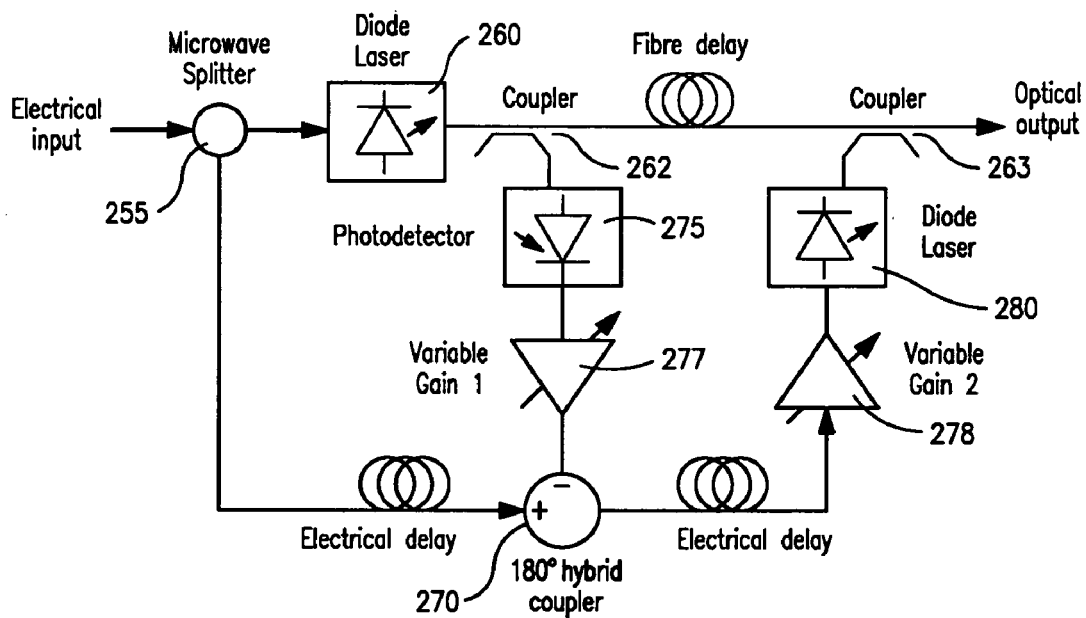 Diode
Laser
260
Microwave
Splitter
Fibre delay
Electrical
input
Coupler
Coupler
Optical
output
255
262
263
Photodetector
275
Diode
Laser
280
Variable
Gain 1
277
Variable
Gain 2
278
−
+
Electrical delay
Electrical delay
270
180° hybrid
coupler